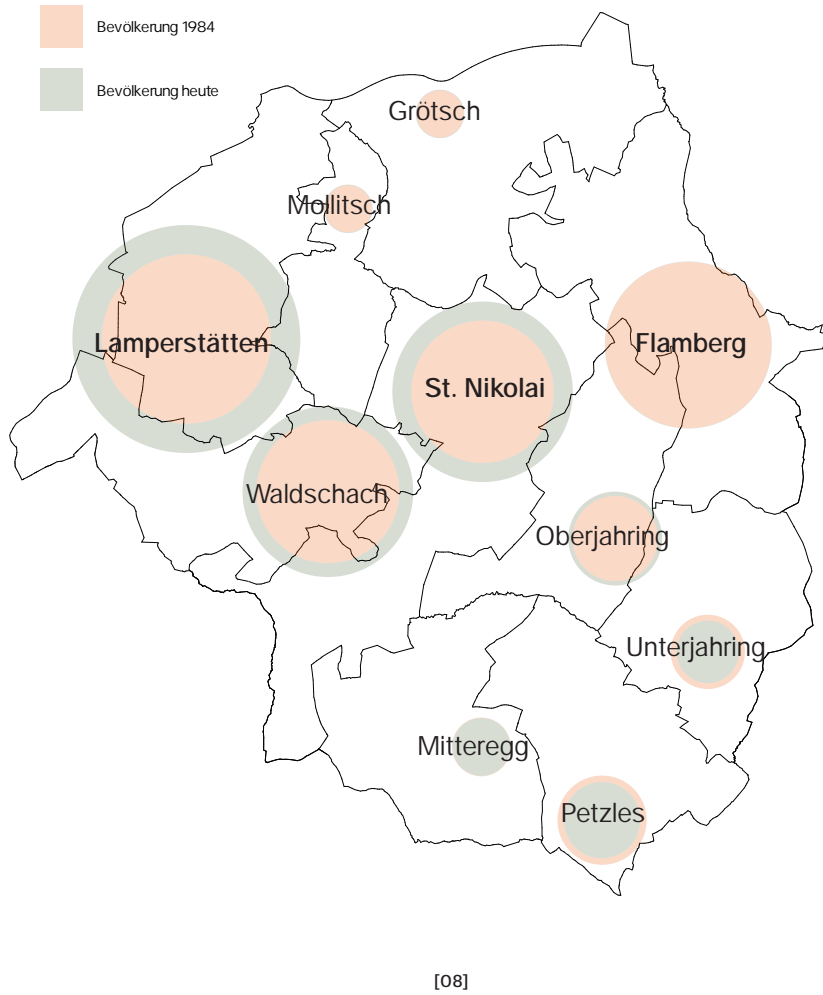 Bevölkerung 1984
Bevölkerung heute
Grötsch
Mollitsch
Lamperstätten
Flamberg
St. Nikolai
Waldschach
Oberjahring
Unterjahring
Mitteregg
Petzles
[08]